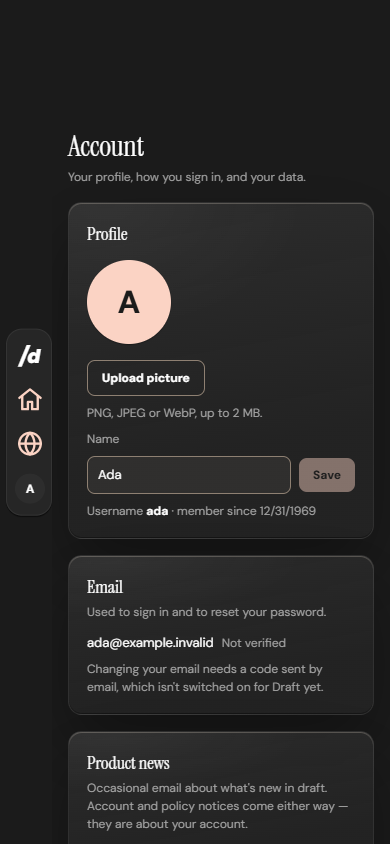 Account
Your profile, how you sign in, and your data.
Profile
A
Upload picture
PNG, JPEG or WebP, up to 2 MB.
Name
Ada
Save
Username ada · member since 12/31/1969
/d
A
Email
Used to sign in and to reset your password.
ada@example.invalid Not verified
Changing your email needs a code sent by
email, which isn't switched on for Draft yet.
Product news
Occasional email about what's new in draft.
Account and policy notices come either way —
they are about your account.